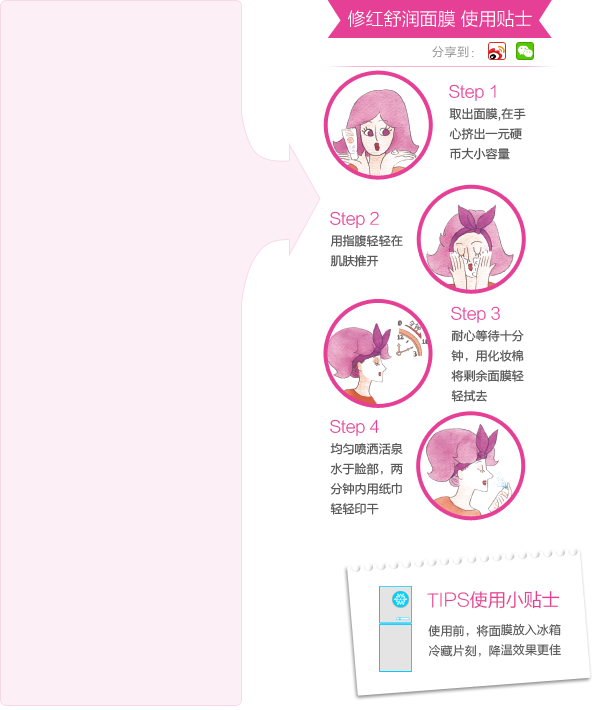 修红舒润面膜 使用贴士
分享到：
Step 1
取出面膜,在手
心挤出一元硬
币大小容量
Step 2
用指腹轻轻在
肌肤推开
Step 3
耐心等待十分
钟，用化妆棉
将剩余面膜轻
轻拭去
Step 4
均匀喷洒活泉
水于脸部，两
分钟内用纸巾
轻轻印干
TIPS使用小贴士
使用前，将面膜放入冰箱
冷藏片刻，降温效果更佳